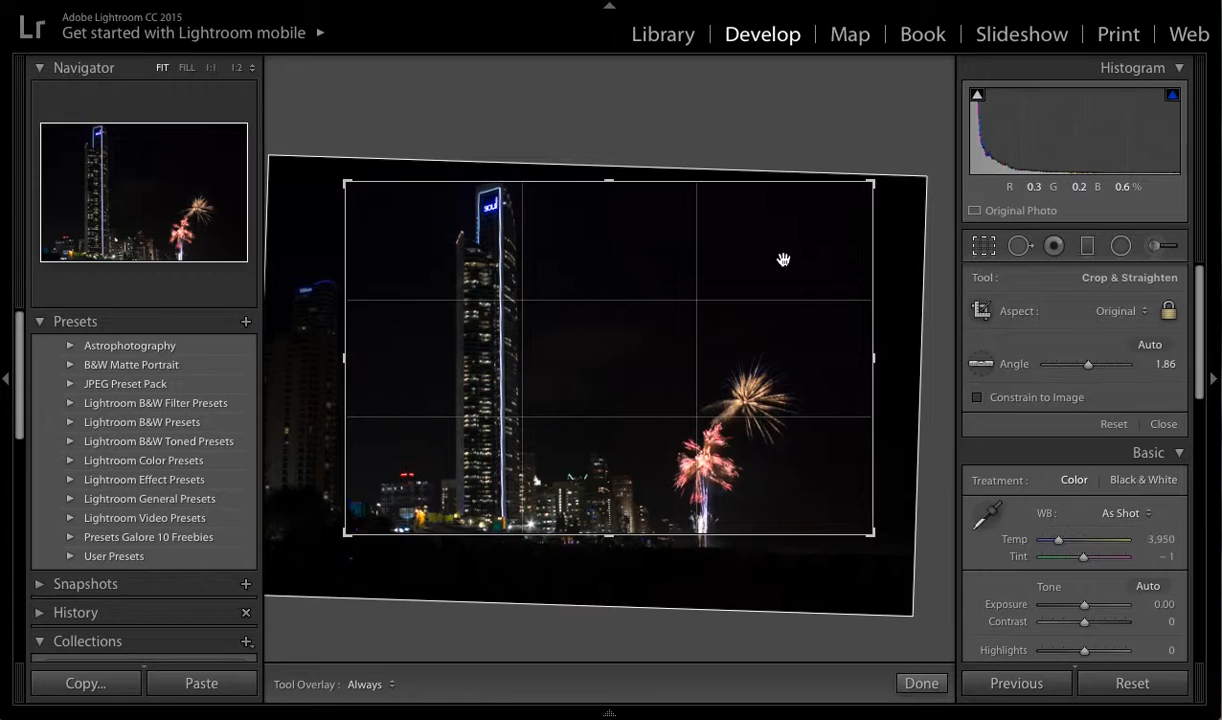 Lr
Adobe Lightroom CC 2015
Get started with Lightroom mobile
Library | Develop | Map | Book | Slideshow | Print | Web
Navigator FIT FILL 1:1 1:2
Presets +
Astrophotography
B&W Matte Portrait
JPEG Preset Pack
Lightroom B&W Filter Presets
Lightroom B&W Presets
Lightroom B&W Toned Presets
Lightroom Color Presets
Lightroom Effect Presets
Lightroom General Presets
Lightroom Video Presets
Presets Galore 10 Freebies
User Presets
Snapshots +
History ×
Collections +
Copy... Paste
soul
Tool Overlay : Always
Done
Histogram
R 0.3 G 0.2 B 0.6 %
Original Photo
Tool : Crop & Straighten
Aspect : Original
Auto
Angle 1.86
Constrain to Image
Reset Close
Basic
Treatment : Color Black & White
WB : As Shot
Temp 3,950
Tint – 1
Tone Auto
Exposure 0.00
Contrast 0
Highlights 0
Previous Reset